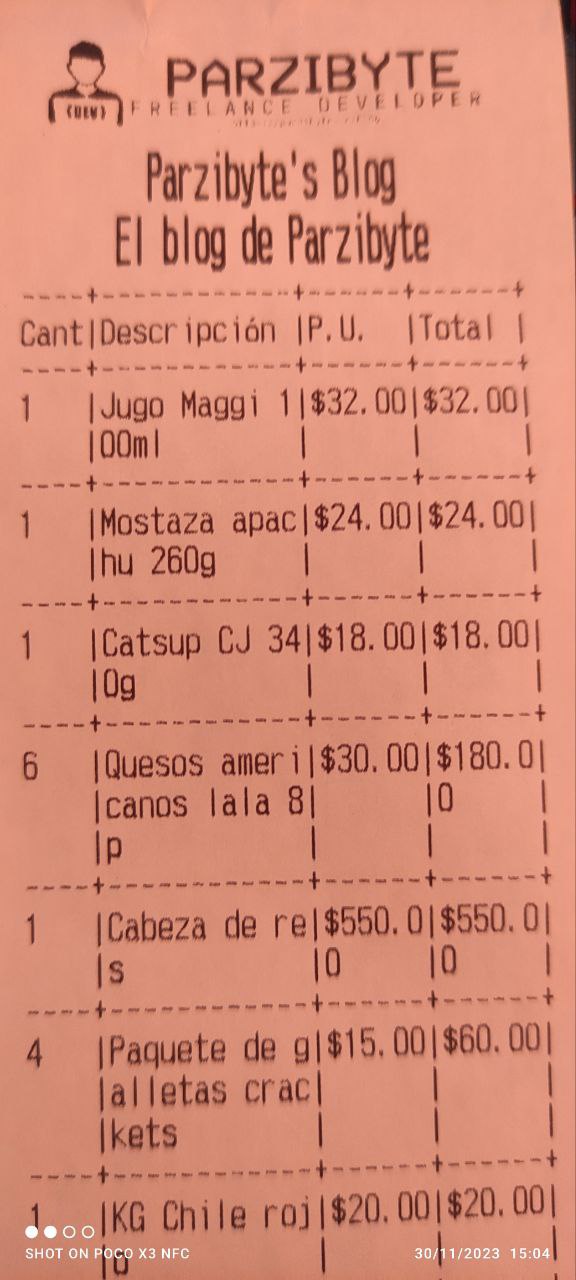 (DEV)
PARZIBYTE
FREELANCE DEVELOPER
Parzibyte's Blog
El blog de Parzibyte
----+-------------+------+------+
Cant|Descripción |P.U. |Total |
----+-------------+------+------+
1 |Jugo Maggi 1|$32.00|$32.00|
|00ml | | |
----+-------------+------+------+
1 |Mostaza apac|$24.00|$24.00|
|hu 260g | | |
----+-------------+------+------+
1 |Catsup CJ 34|$18.00|$18.00|
|0g | | |
----+-------------+------+------+
6 |Quesos ameri|$30.00|$180.0|
|canos lala 8| |0 |
|p | | |
----+-------------+------+------+
1 |Cabeza de re|$550.0|$550.0|
|s |0 |0 |
----+-------------+------+------+
4 |Paquete de g|$15.00|$60.00|
|alletas crac| | |
|kets | | |
----+-------------+------+------+
1 |KG Chile roj|$20.00|$20.00|
|o | | |
SHOT ON POCO X3 NFC
30/11/2023 15:04